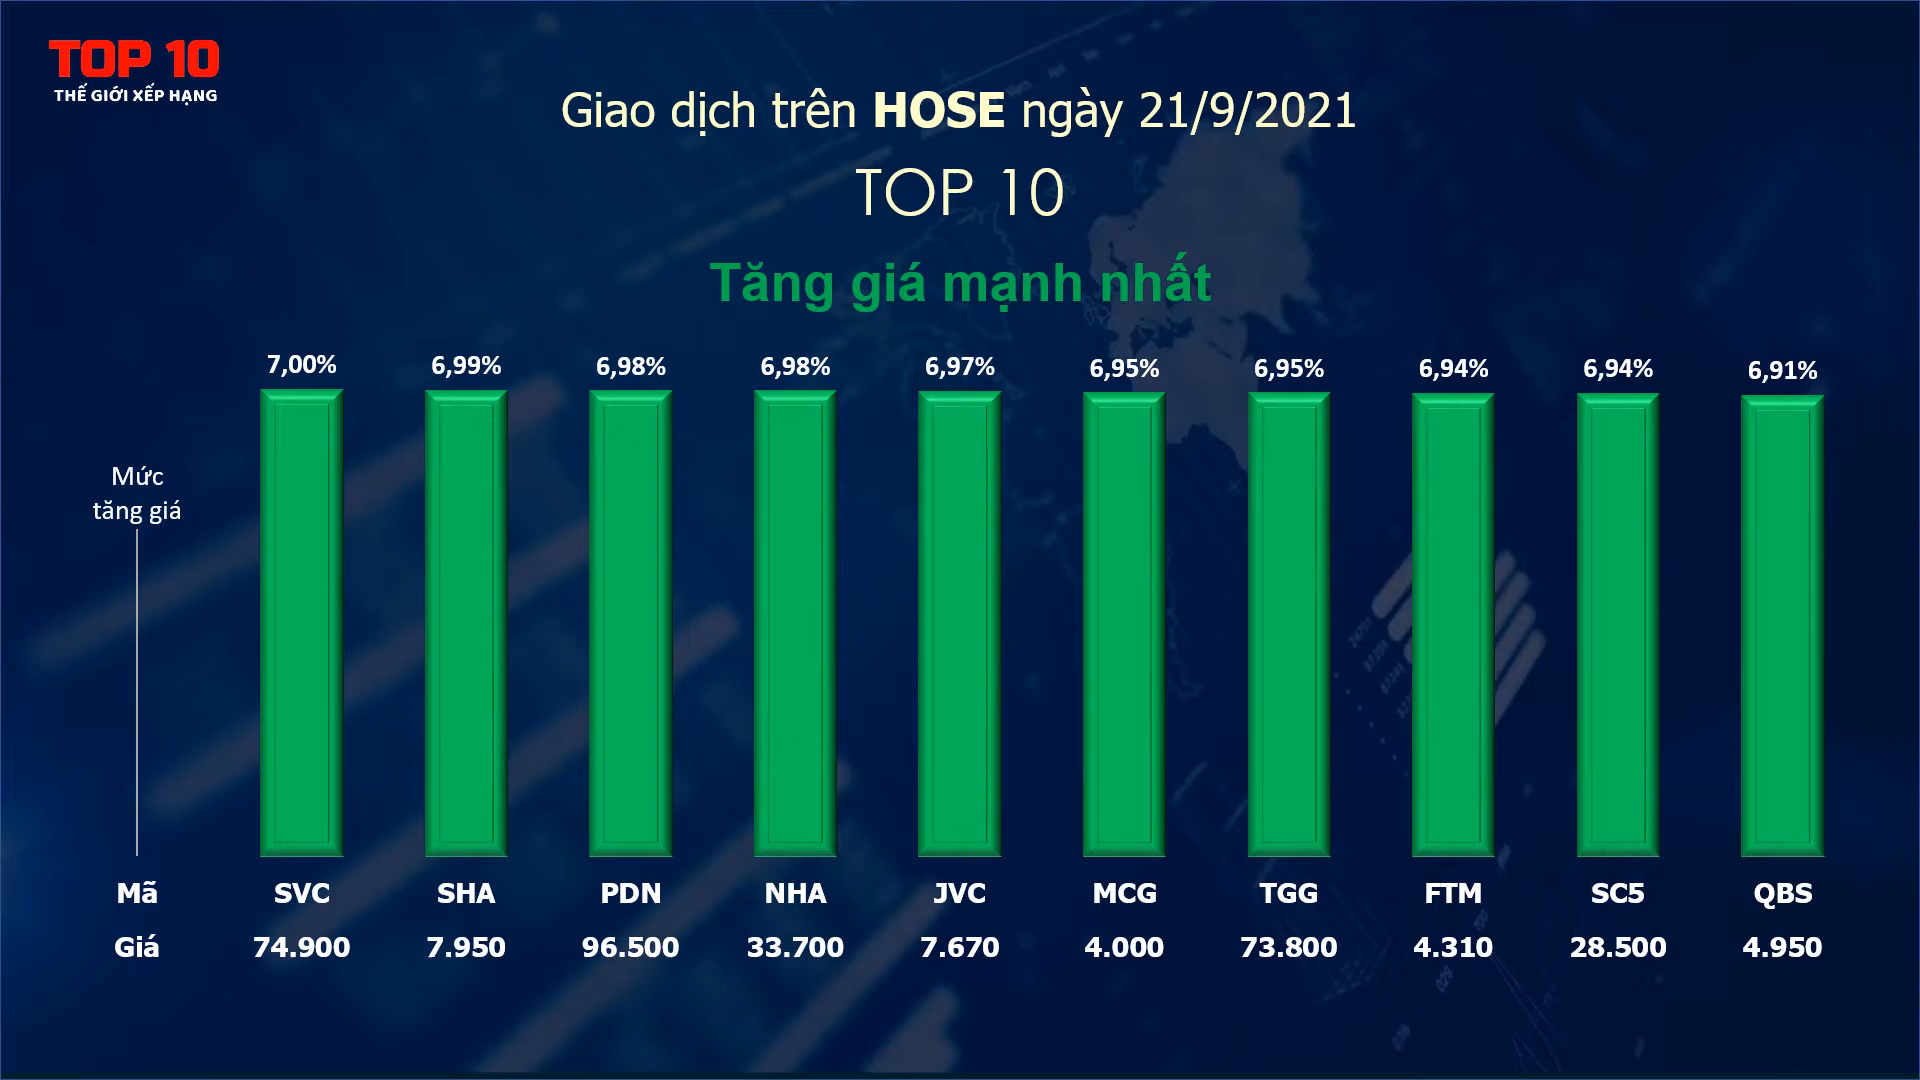 TOP 10
THẾ GIỚI XẾP HẠNG
Giao dịch trên HOSE ngày 21/9/2021
TOP 10
Tăng giá mạnh nhất
7,00% 6,99% 6,98% 6,98% 6,97% 6,95% 6,95% 6,94% 6,94% 6,91%
Mức
tăng giá
Mã SVC SHA PDN NHA JVC MCG TGG FTM SC5 QBS
Giá 74.900 7.950 96.500 33.700 7.670 4.000 73.800 4.310 28.500 4.950